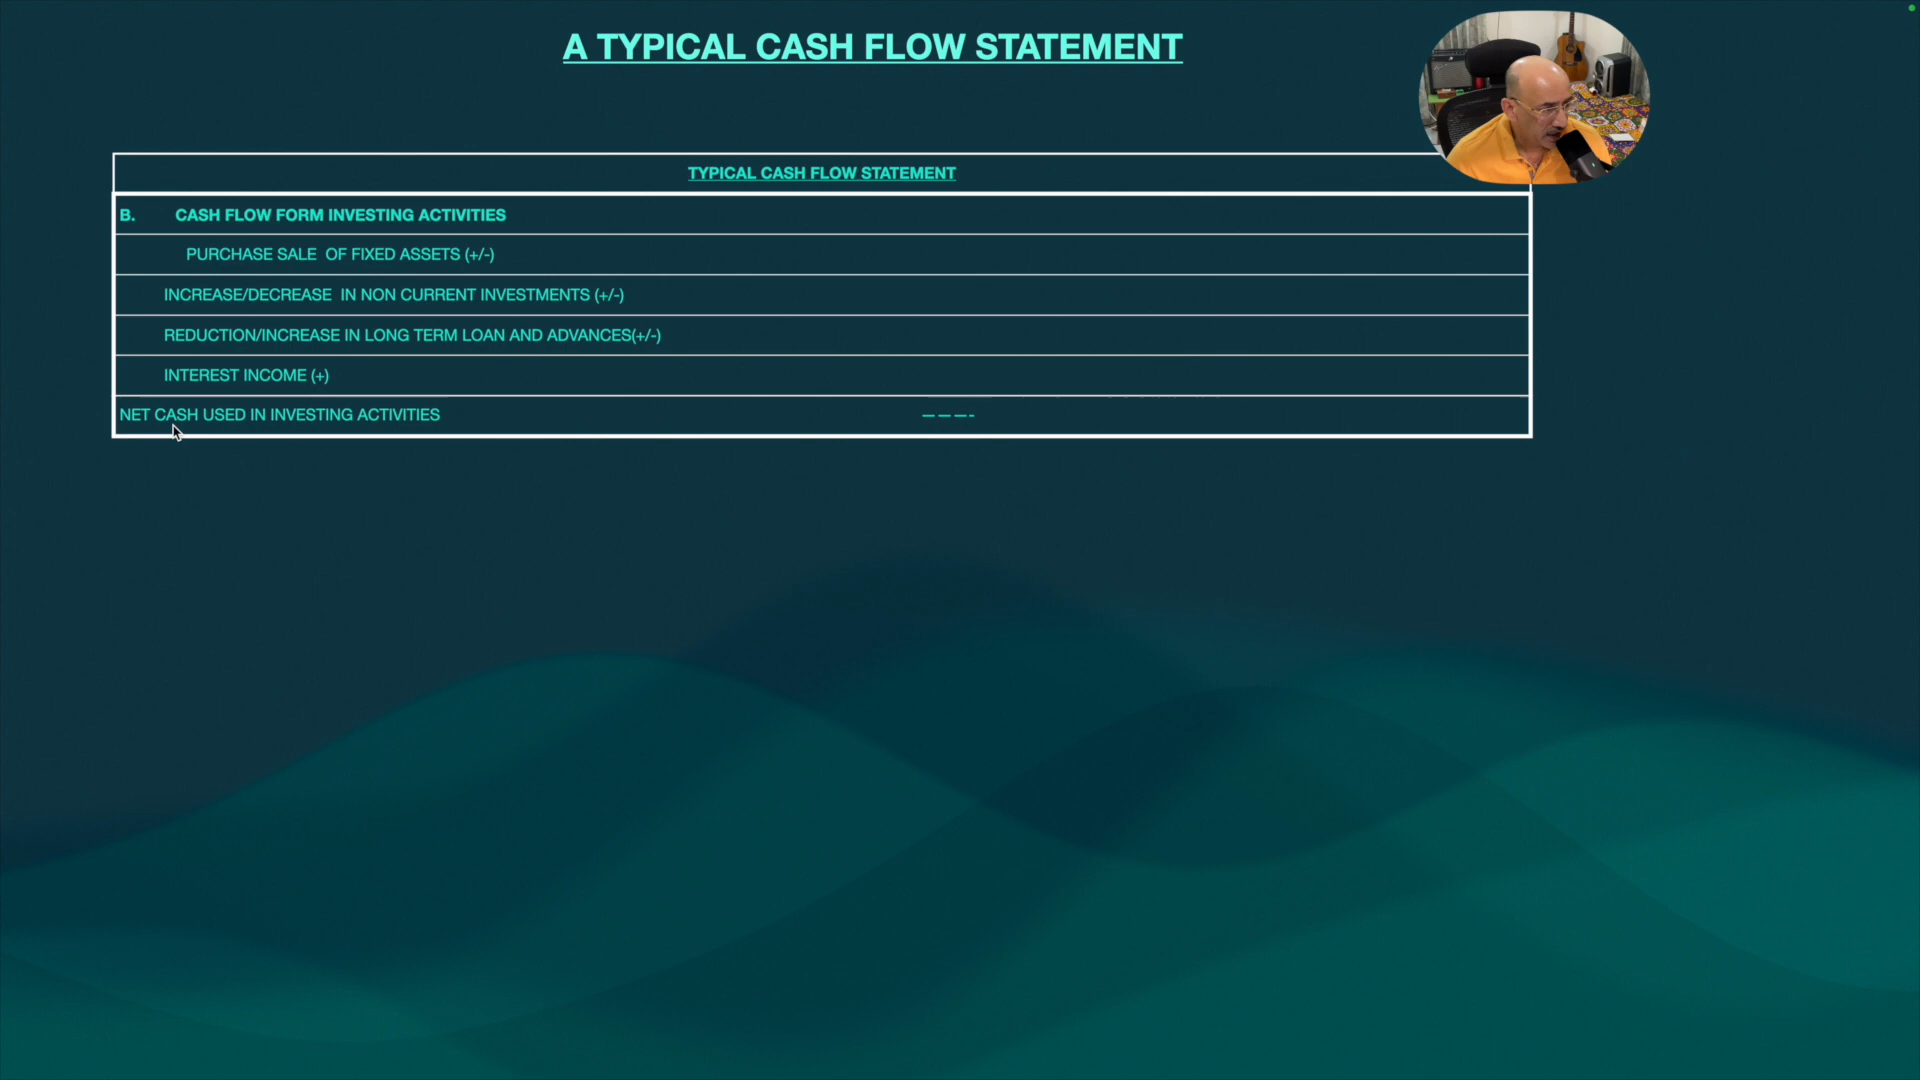 A TYPICAL CASH FLOW STATEMENT
TYPICAL CASH FLOW STATEMENT
B. CASH FLOW FORM INVESTING ACTIVITIES
PURCHASE SALE OF FIXED ASSETS (+/-)
INCREASE/DECREASE IN NON CURRENT INVESTMENTS (+/-)
REDUCTION/INCREASE IN LONG TERM LOAN AND ADVANCES(+/-)
INTEREST INCOME (+)
NET CASH USED IN INVESTING ACTIVITIES — — — -